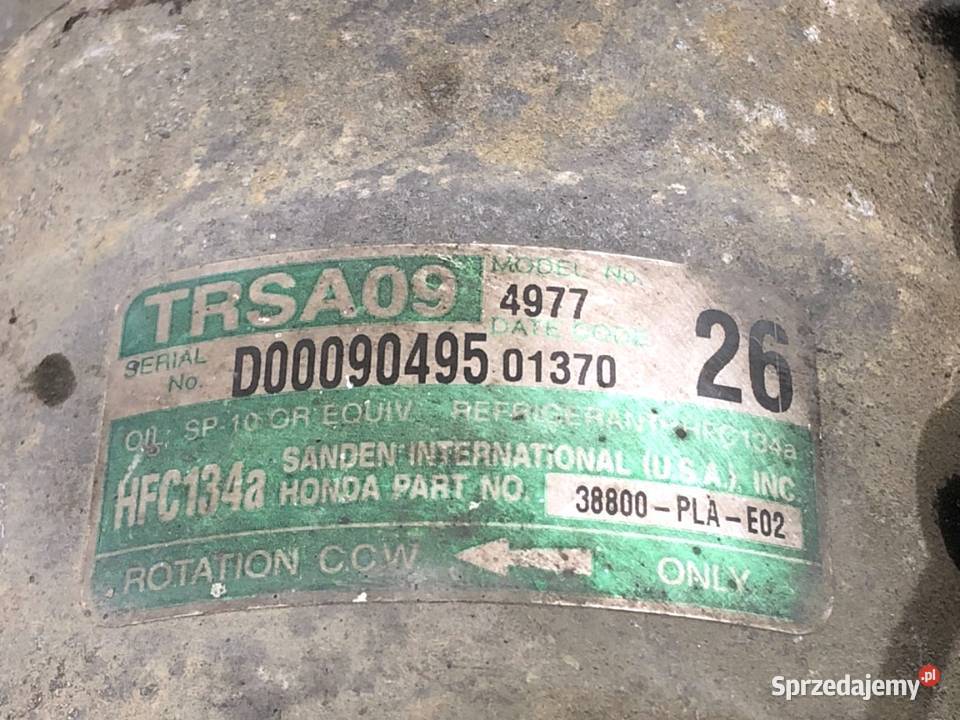 TRSA09 MODEL No.
4977
DATE CODE
SERIAL No. D00090495 01370 26
OIL, SP-10 OR EQUIV. REFRIGERANT HFC134a
HFC134a SANDEN INTERNATIONAL (U.S.A.), INC.
HONDA PART NO. 38800-PLA-E02
ROTATION CCW ONLY
Sprzedajemy.pl